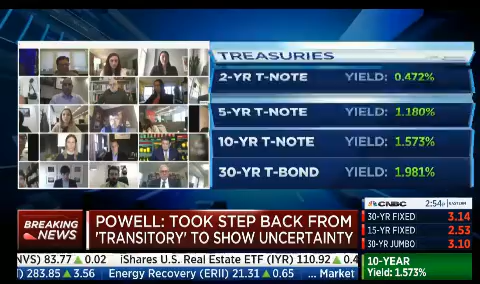 TREASURIES
2-YR T-NOTE YIELD: 0.472%
5-YR T-NOTE YIELD: 1.180%
10-YR T-NOTE YIELD: 1.573%
30-YR T-BOND YIELD: 1.981%
CNBC 2:54P EASTERN
30-YR FIXED 3.14
15-YR FIXED 2.53
30-YR JUMBO 3.10
BREAKING NEWS
POWELL: TOOK STEP BACK FROM
'TRANSITORY' TO SHOW UNCERTAINTY
10-YEAR
Yield: 1.573%
NVS) 83.77 ▲ 0.02 iShares U.S. Real Estate ETF (IYR) 110.92 ▲ 0.4
) 283.85 ▲ 3.56 Energy Recovery (ERII) 21.31 ▲ 0.65 ... Market